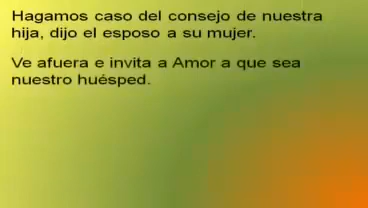 Hagamos caso del consejo de nuestra
hija, dijo el esposo a su mujer.
Ve afuera e invita a Amor a que sea
nuestro huésped.